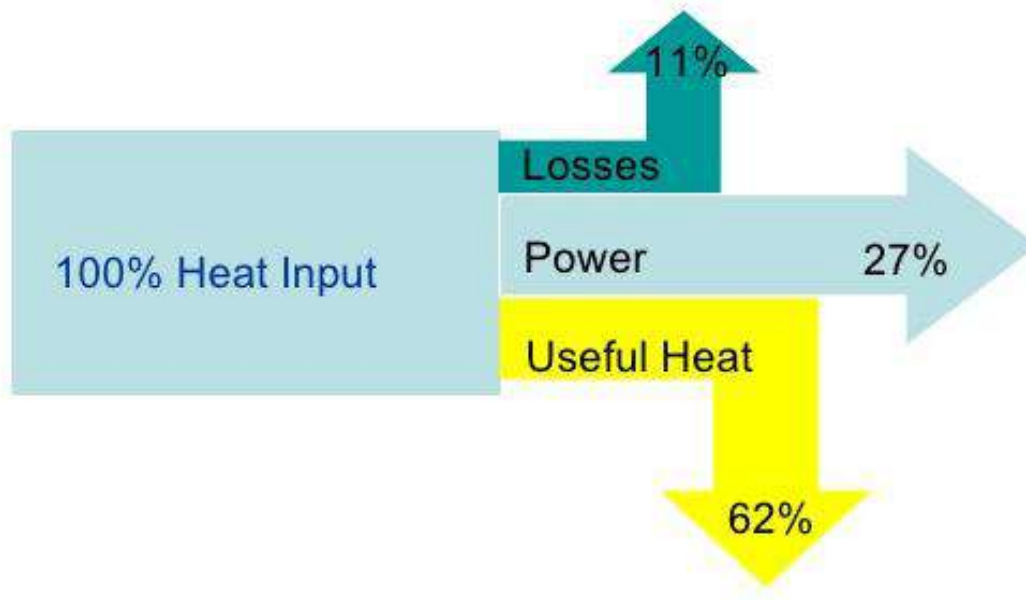 11%
Losses
100% Heat Input
Power
27%
Useful Heat
62%